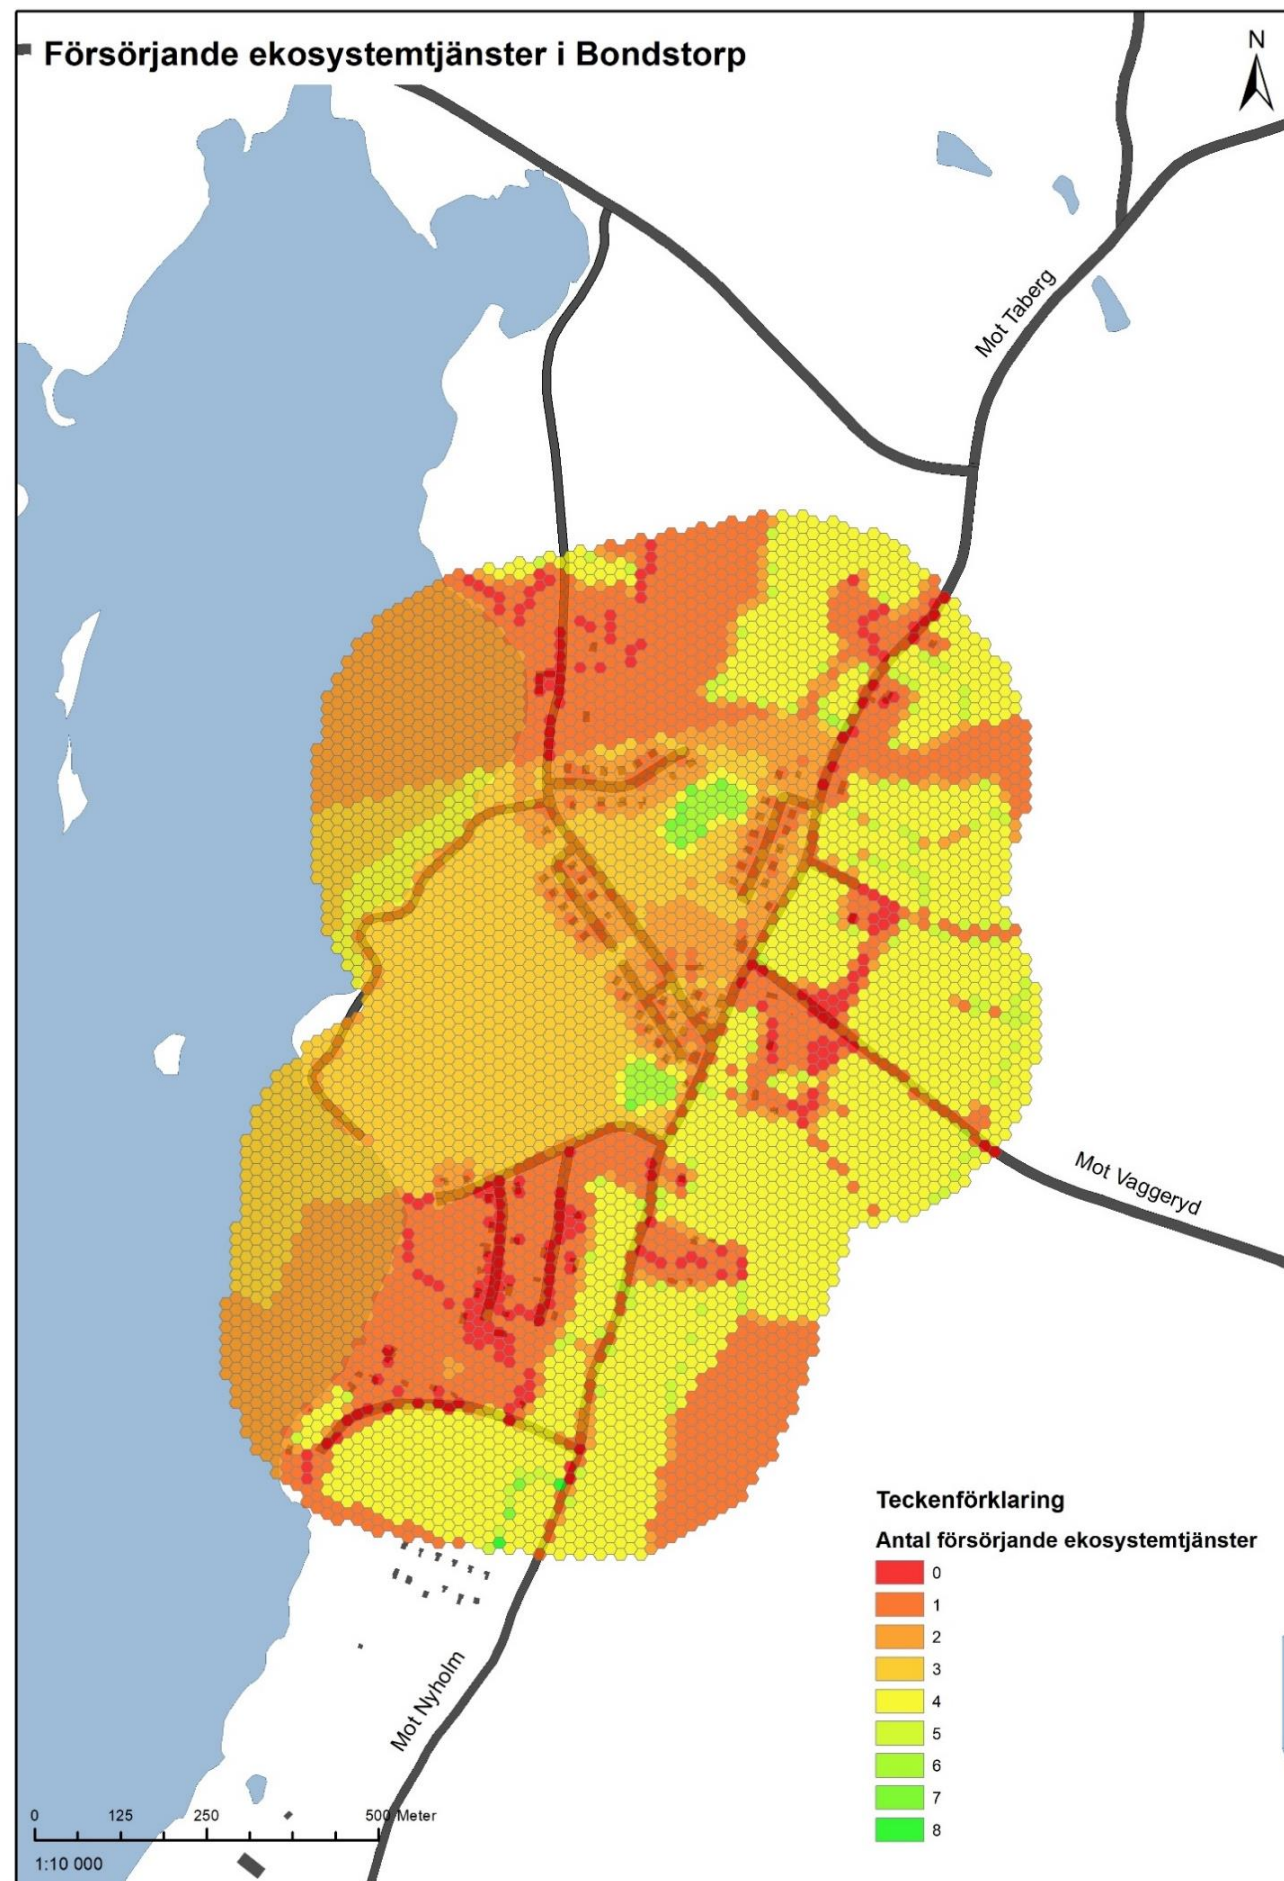 Försörjande ekosystemtjänster i Bondstorp
N
Mot Taberg
Mot Vaggeryd
Mot Nyholm
Teckenförklaring
Antal försörjande ekosystemtjänster
0
1
2
3
4
5
6
7
8
0 125 250 500 Meter
1:10 000